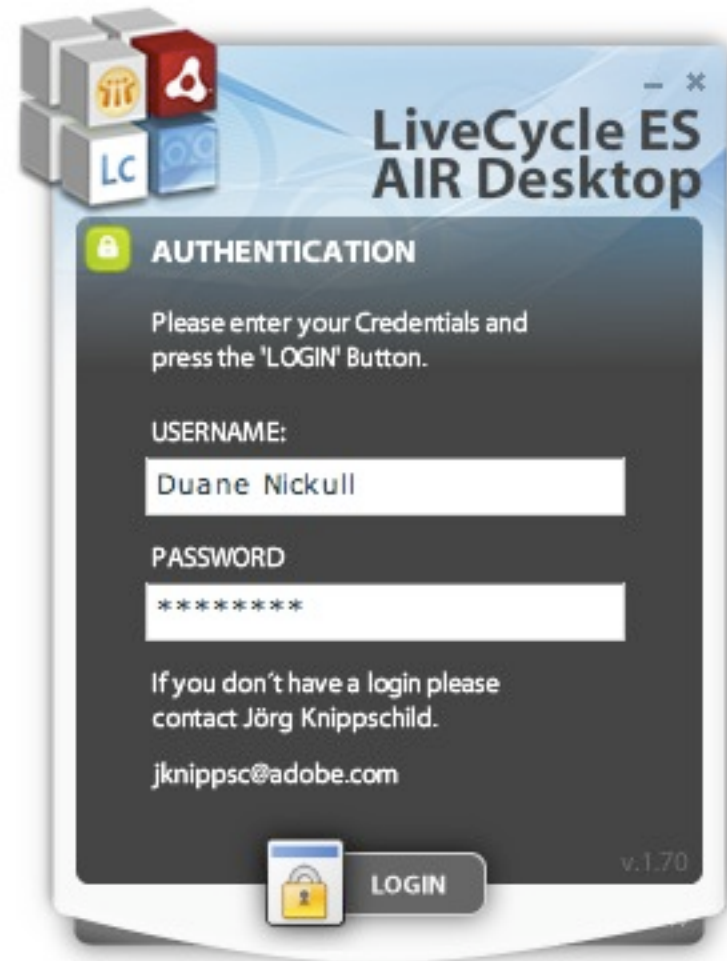 Lc
LiveCycle ES
AIR Desktop
AUTHENTICATION
Please enter your Credentials and
press the 'LOGIN' Button.
USERNAME:
Duane Nickull
PASSWORD
********
If you don´t have a login please
contact Jörg Knippschild.
jknippsc@adobe.com
v.1.70
LOGIN